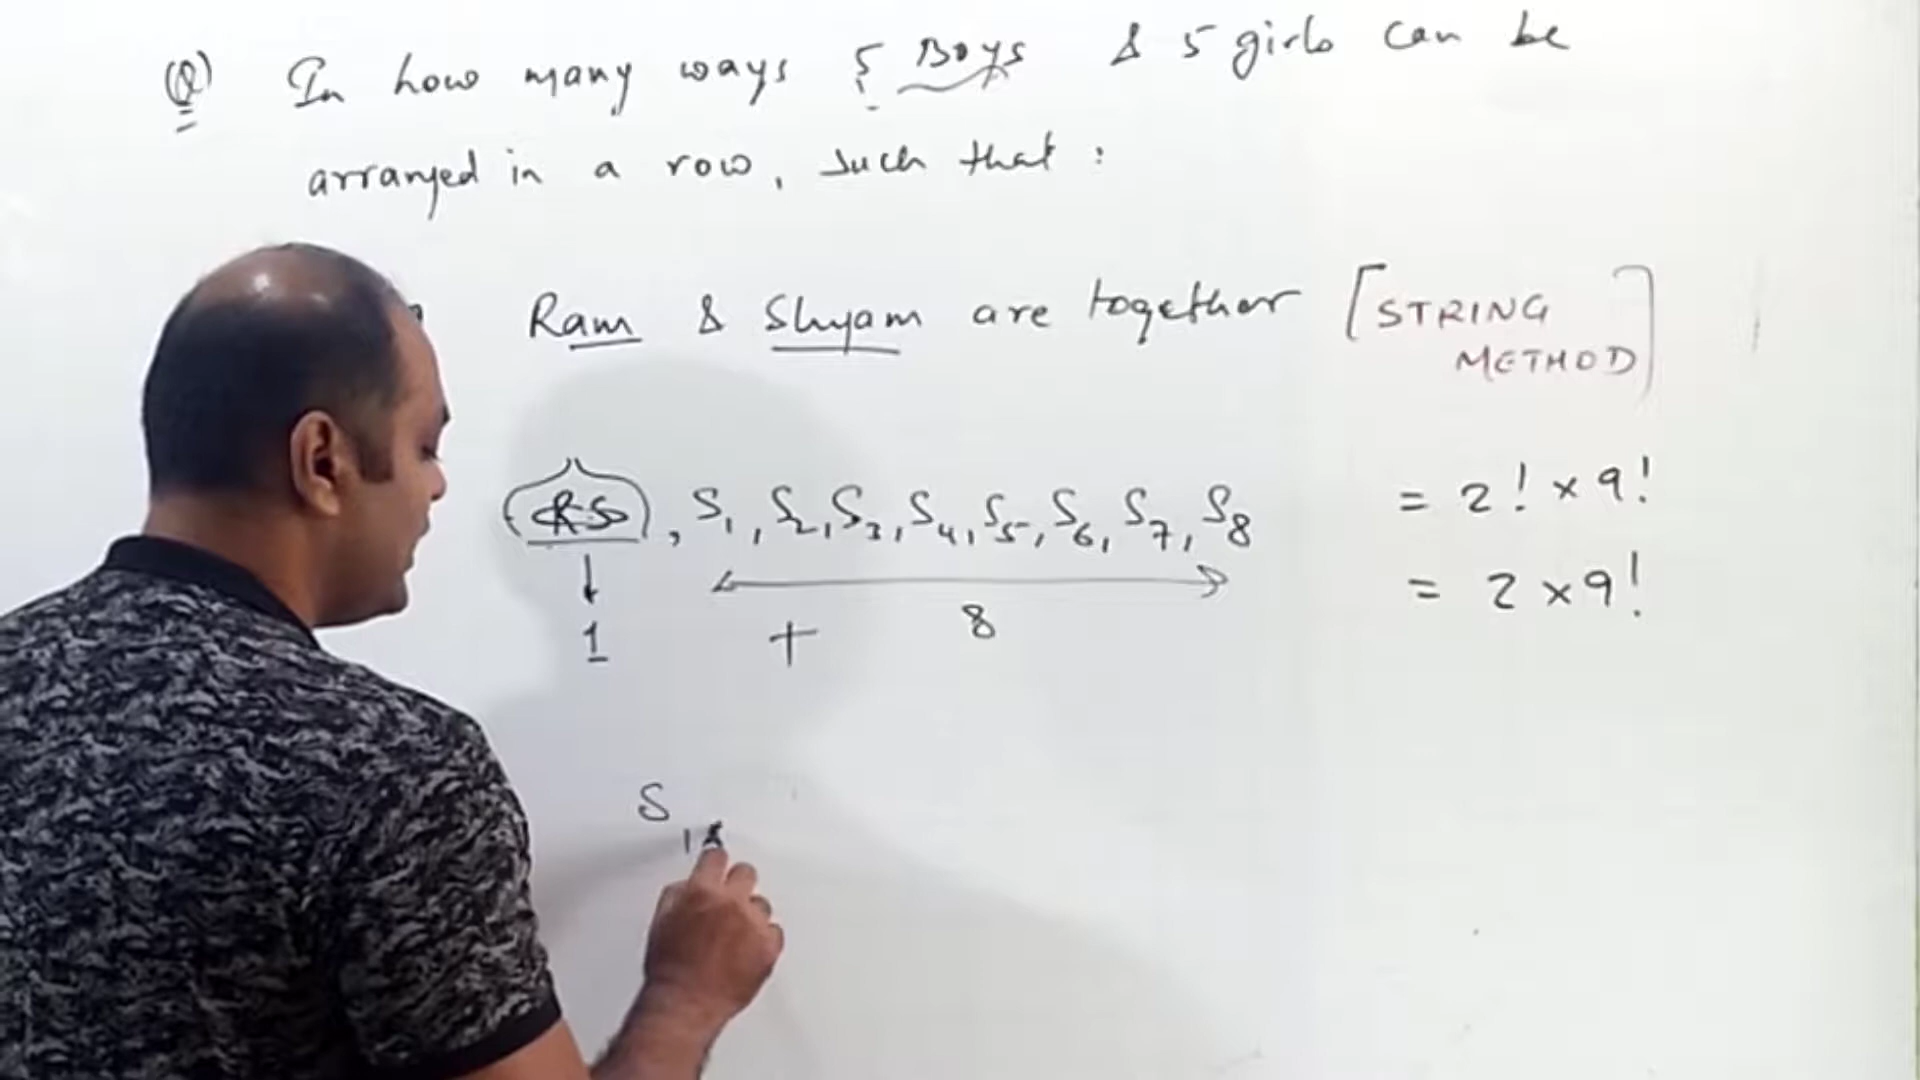 (Q) In how many ways 5 Boys & 5 girls can be
arranged in a row, such that :
Ram & Shyam are together [STRING
METHOD]
(RS), S₁, S₂, S₃, S₄, S₅, S₆, S₇, S₈ = 2! × 9!
1 + 8 = 2 × 9!
S₁